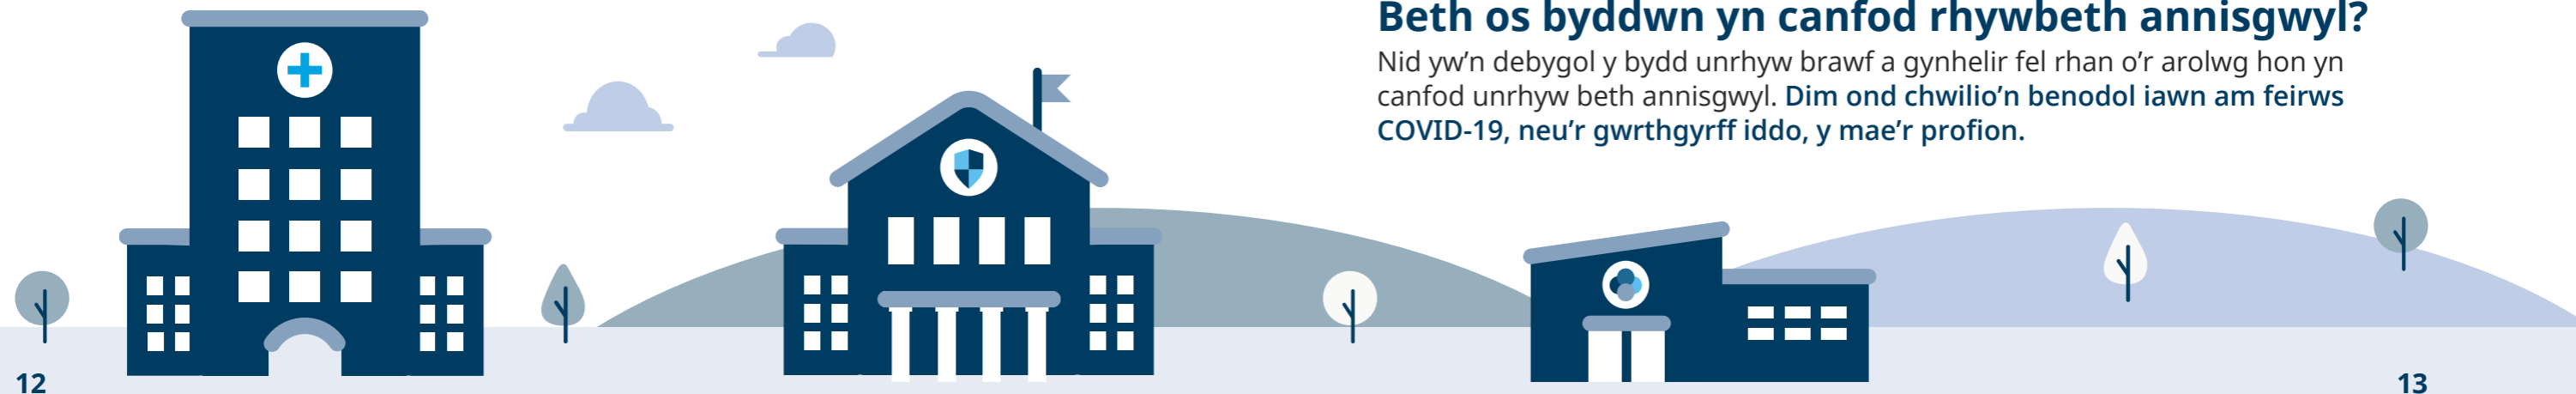 Beth os byddwn yn canfod rhywbeth annisgwyl?
Nid yw’n debygol y bydd unrhyw brawf a gynhelir fel rhan o’r arolwg hon yn
canfod unrhyw beth annisgwyl. Dim ond chwilio’n benodol iawn am feirws
COVID-19, neu’r gwrthgyrff iddo, y mae’r profion.
12
13